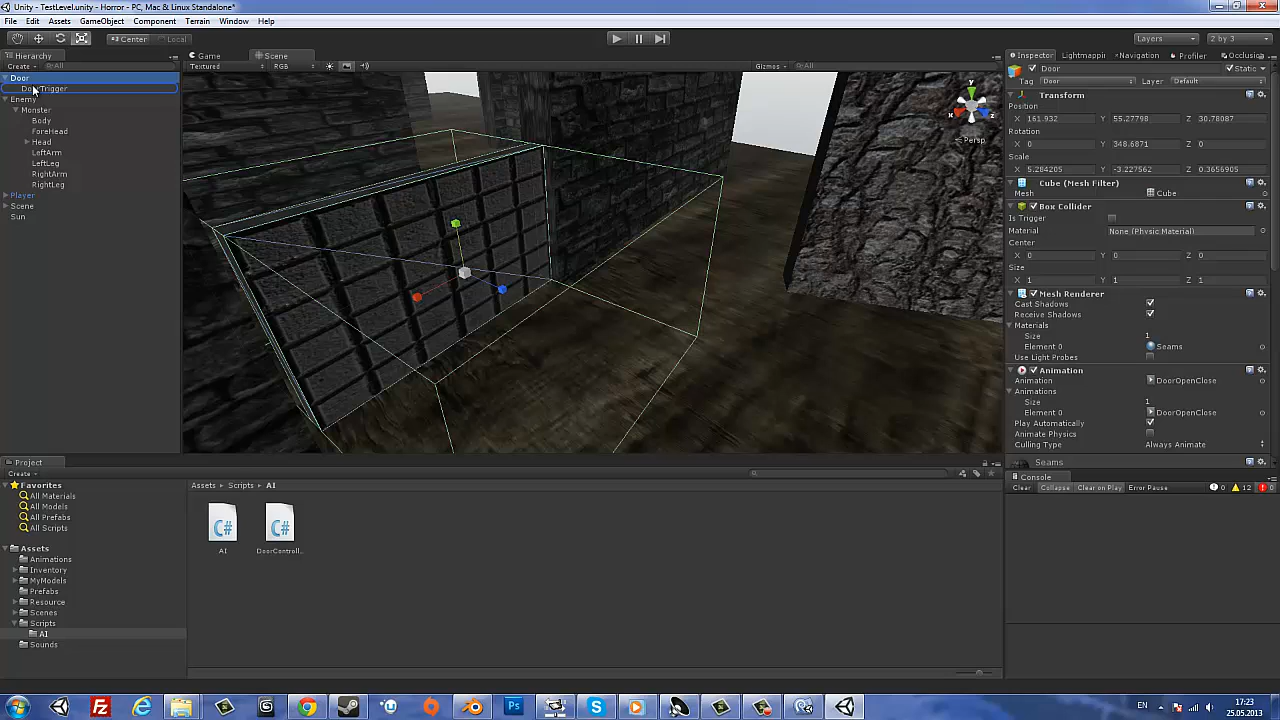 Unity - TestLevel.unity - Horror - PC, Mac & Linux Standalone*
File Edit Assets GameObject Component Terrain Window Help
Center Local Layers 2 by 3
Hierarchy Game Scene Inspector Lightmappi Navigation Profiler Occlusion
Create All Textured RGB Gizmos All
Door Static
Tag Door Layer Default
Door
DoorTrigger
Enemy
Monster
Body
ForeHead
Head
LeftArm
LeftLeg
RightArm
RightLeg
Player
Scene
Sun
y
x
z
Persp
Transform
Position
X 161.932 Y 55.27798 Z 30.78087
Rotation
X 0 Y 348.6871 Z 0
Scale
X 5.284205 Y -3.227562 Z 0.3656905
Cube (Mesh Filter)
Mesh Cube
Box Collider
Is Trigger
Material None (Physic Material)
Center
X 0 Y 0 Z 0
Size
X 1 Y 1 Z 1
Mesh Renderer
Cast Shadows
Receive Shadows
Materials
Size 1
Element 0 Seams
Use Light Probes
Animation
Animation DoorOpenClose
Animations
Size 1
Element 0 DoorOpenClose
Play Automatically
Animate Physics
Culling Type Always Animate
Seams
Project
Create
Console
Clear Collapse Clear on Play Error Pause 0 12 0
Favorites
All Materials
All Models
All Prefabs
All Scripts
Assets
Animations
Inventory
MyModels
Prefabs
Resource
Scenes
Scripts
AI
Sounds
Assets Scripts AI
C# C#
AI DoorControll...
EN 17:23
25.05.2013